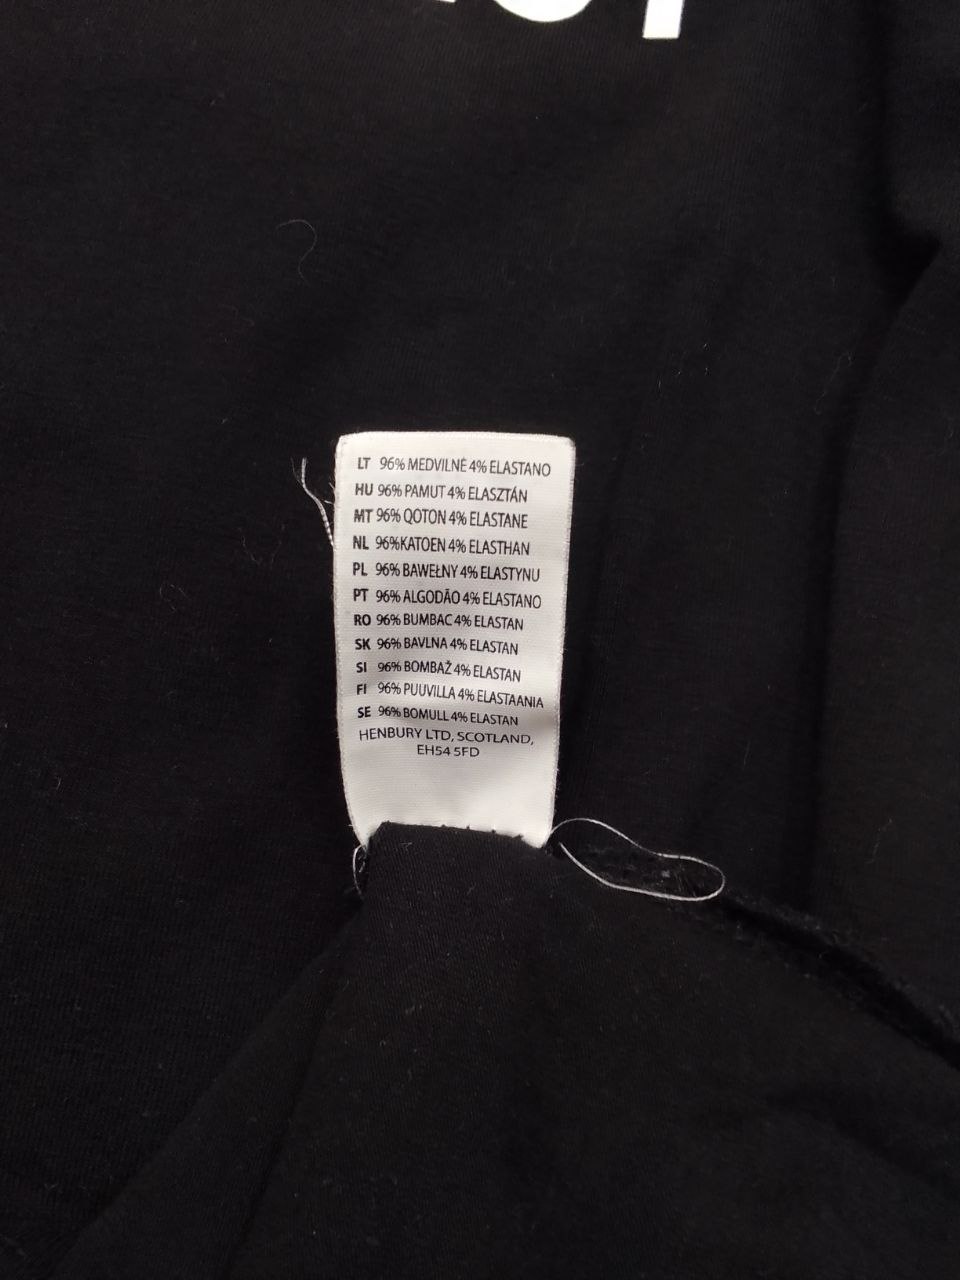 LT 96% MEDVILNĖ 4% ELASTANO
HU 96% PAMUT 4% ELASZTÁN
MT 96% QOTON 4% ELASTANE
NL 96%KATOEN 4% ELASTHAN
PL 96% BAWEŁNY 4% ELASTYNU
PT 96% ALGODÃO 4% ELASTANO
RO 96% BUMBAC 4% ELASTAN
SK 96% BAVLNA 4% ELASTAN
SI 96% BOMBAŽ 4% ELASTAN
FI 96% PUUVILLA 4% ELASTAANIA
SE 96% BOMULL 4% ELASTAN
HENBURY LTD, SCOTLAND,
EH54 5FD